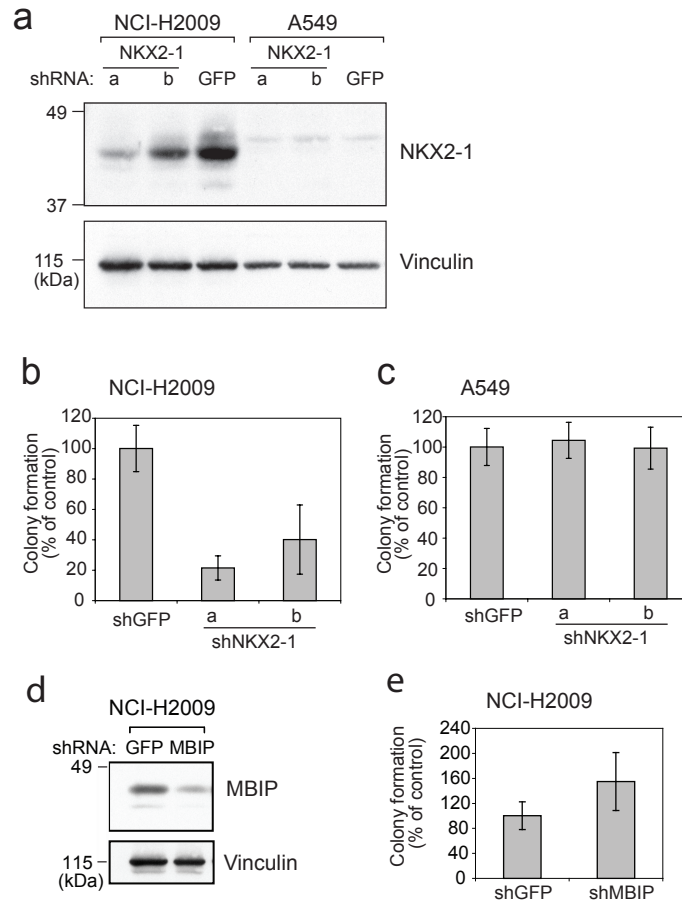 a
NCI-H2009 A549
NKX2-1 NKX2-1
shRNA: a b GFP a b GFP
49
NKX2-1
37
115
(kDa)
Vinculin
b
NCI-H2009
Colony formation
(% of control)
120
100
80
60
40
20
0
shGFP a b
shNKX2-1
c
A549
Colony formation
(% of control)
120
100
80
60
40
20
0
shGFP a b
shNKX2-1
d
NCI-H2009
shRNA: GFP MBIP
49
MBIP
115
(kDa)
Vinculin
e
NCI-H2009
Colony formation
(% of control)
240
200
160
120
80
40
0
shGFP shMBIP